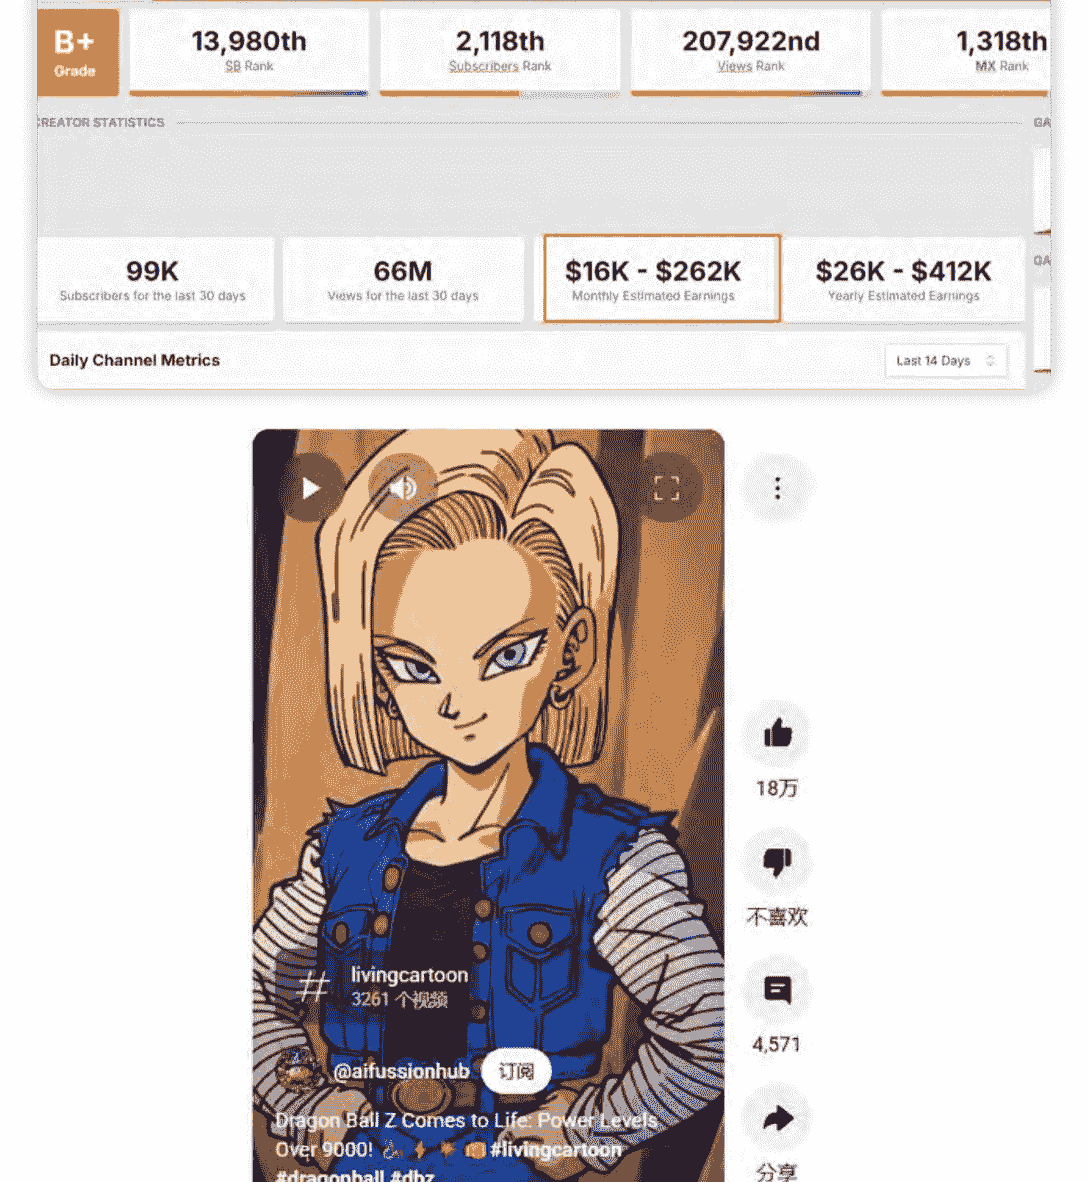 B+
Grade
13,980th
SB Rank
2,118th
Subscribers Rank
207,922nd
Views Rank
1,318th
MX Rank
CREATOR STATISTICS
GA
99K
Subscribers for the last 30 days
66M
Views for the last 30 days
$16K - $262K
Monthly Estimated Earnings
$26K - $412K
Yearly Estimated Earnings
GA
Daily Channel Metrics
Last 14 Days
18万
不喜欢
livingcartoon
3261 个视频
4,571
@aifussionhub
订阅
Dragon Ball Z Comes to Life: Power Levels
Over 9000! #livingcartoon
#dragonball #dbz
分享